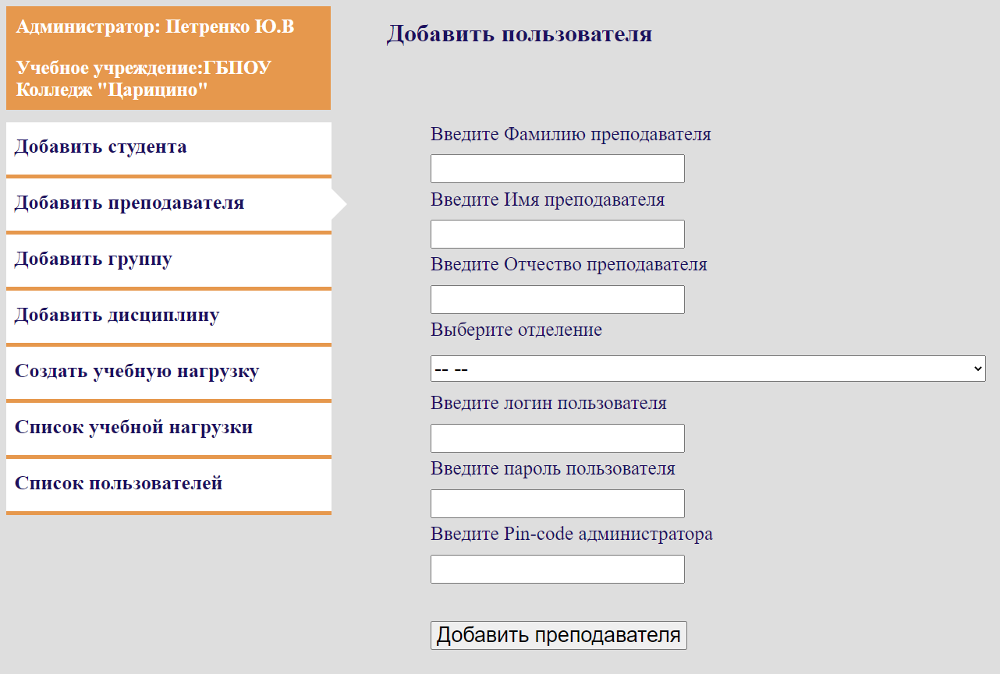 Администратор: Петренко Ю.В
Учебное учреждение:ГБПОУ
Колледж "Царицино"
Добавить студента
Добавить преподавателя
Добавить группу
Добавить дисциплину
Создать учебную нагрузку
Список учебной нагрузки
Список пользователей
Добавить пользователя
Введите Фамилию преподавателя
Введите Имя преподавателя
Введите Отчество преподавателя
Выберите отделение
-- --
Введите логин пользователя
Введите пароль пользователя
Введите Pin-code администратора
Добавить преподавателя